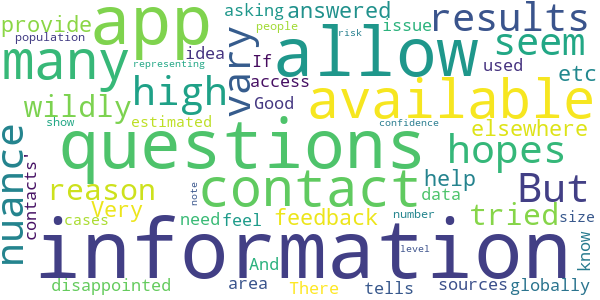 asking answered
provide app many vary allow results
population issue
people
idea If used seem
representing risk
access etc
wildly high Good available
show estimated confidence elsewhere
nuance contacts' questions hopes
reason contact help But
Very note data tried size
cases need feel feedback number know
information
And level
disappointed area There tells sources globally